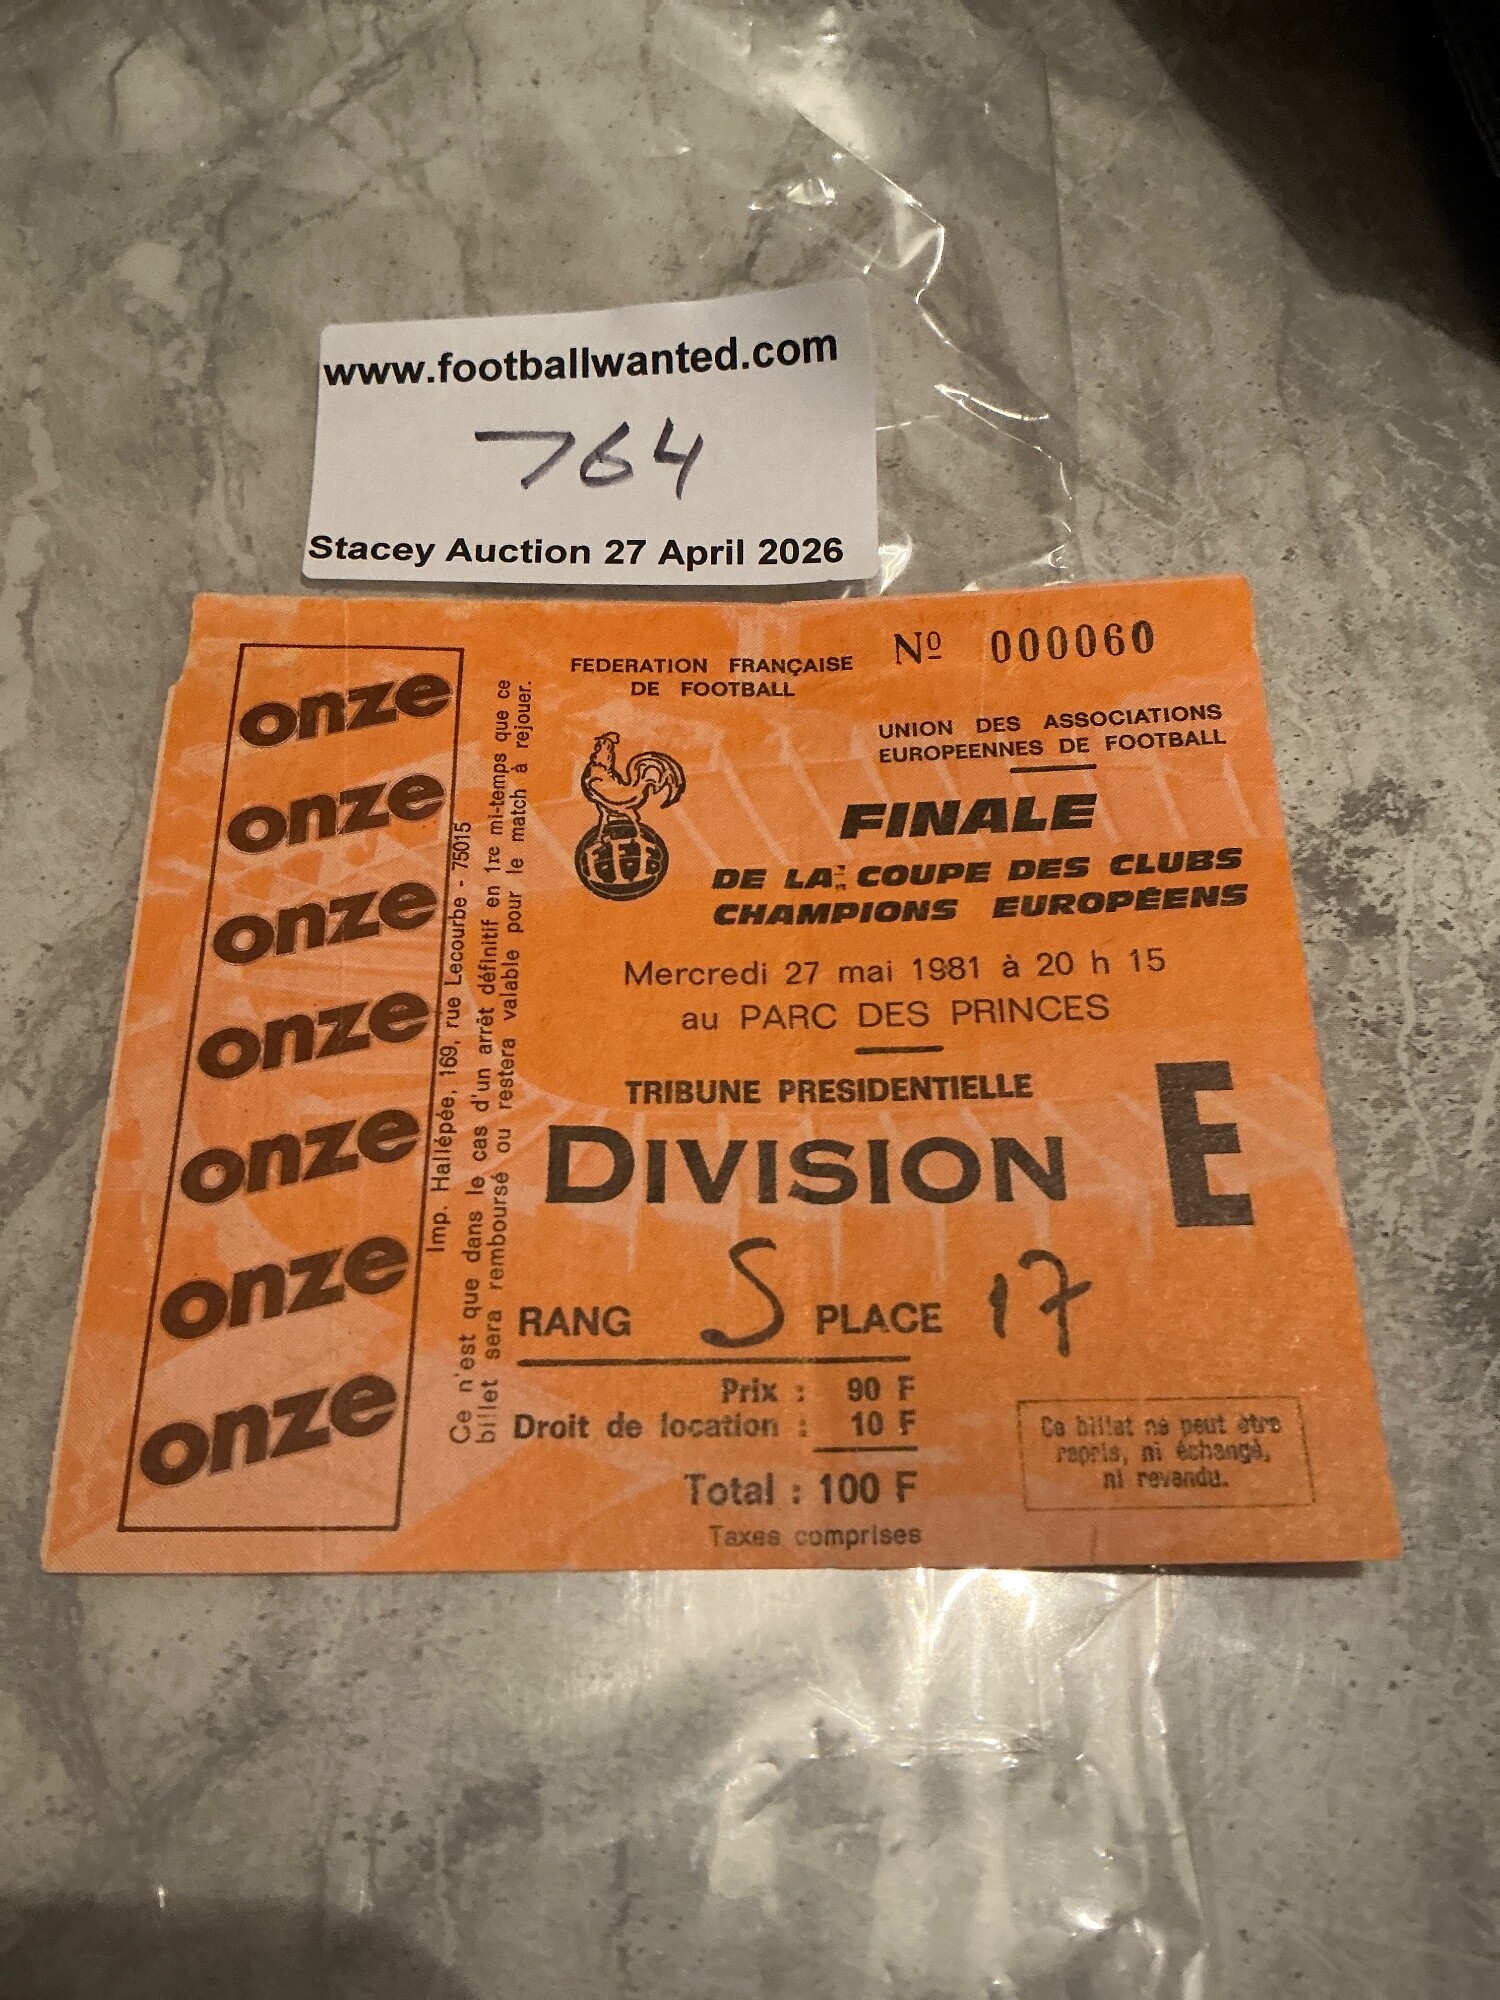 www.footballwanted.com
764
Stacey Auction 27 April 2026
onze
onze
onze
onze
onze
onze
onze
Imp. Hallépée, 169, rue Lecourbe - 75015
Ce n'est que dans le cas d'un arrêt définitif en 1re mi-temps que ce
billet sera remboursé ou restera valable pour le match à rejouer.
FEDERATION FRANÇAISE
DE FOOTBALL
Nº 000060
UNION DES ASSOCIATIONS
EUROPEENNES DE FOOTBALL
FINALE
DE LA COUPE DES CLUBS
CHAMPIONS EUROPÉENS
Mercredi 27 mai 1981 à 20 h 15
au PARC DES PRINCES
TRIBUNE PRESIDENTIELLE
DIVISION E
RANG S PLACE 17
Prix : 90 F
Droit de location : 10 F
Total : 100 F
Taxes comprises
Ce billet ne peut être
repris, ni échangé,
ni revendu.